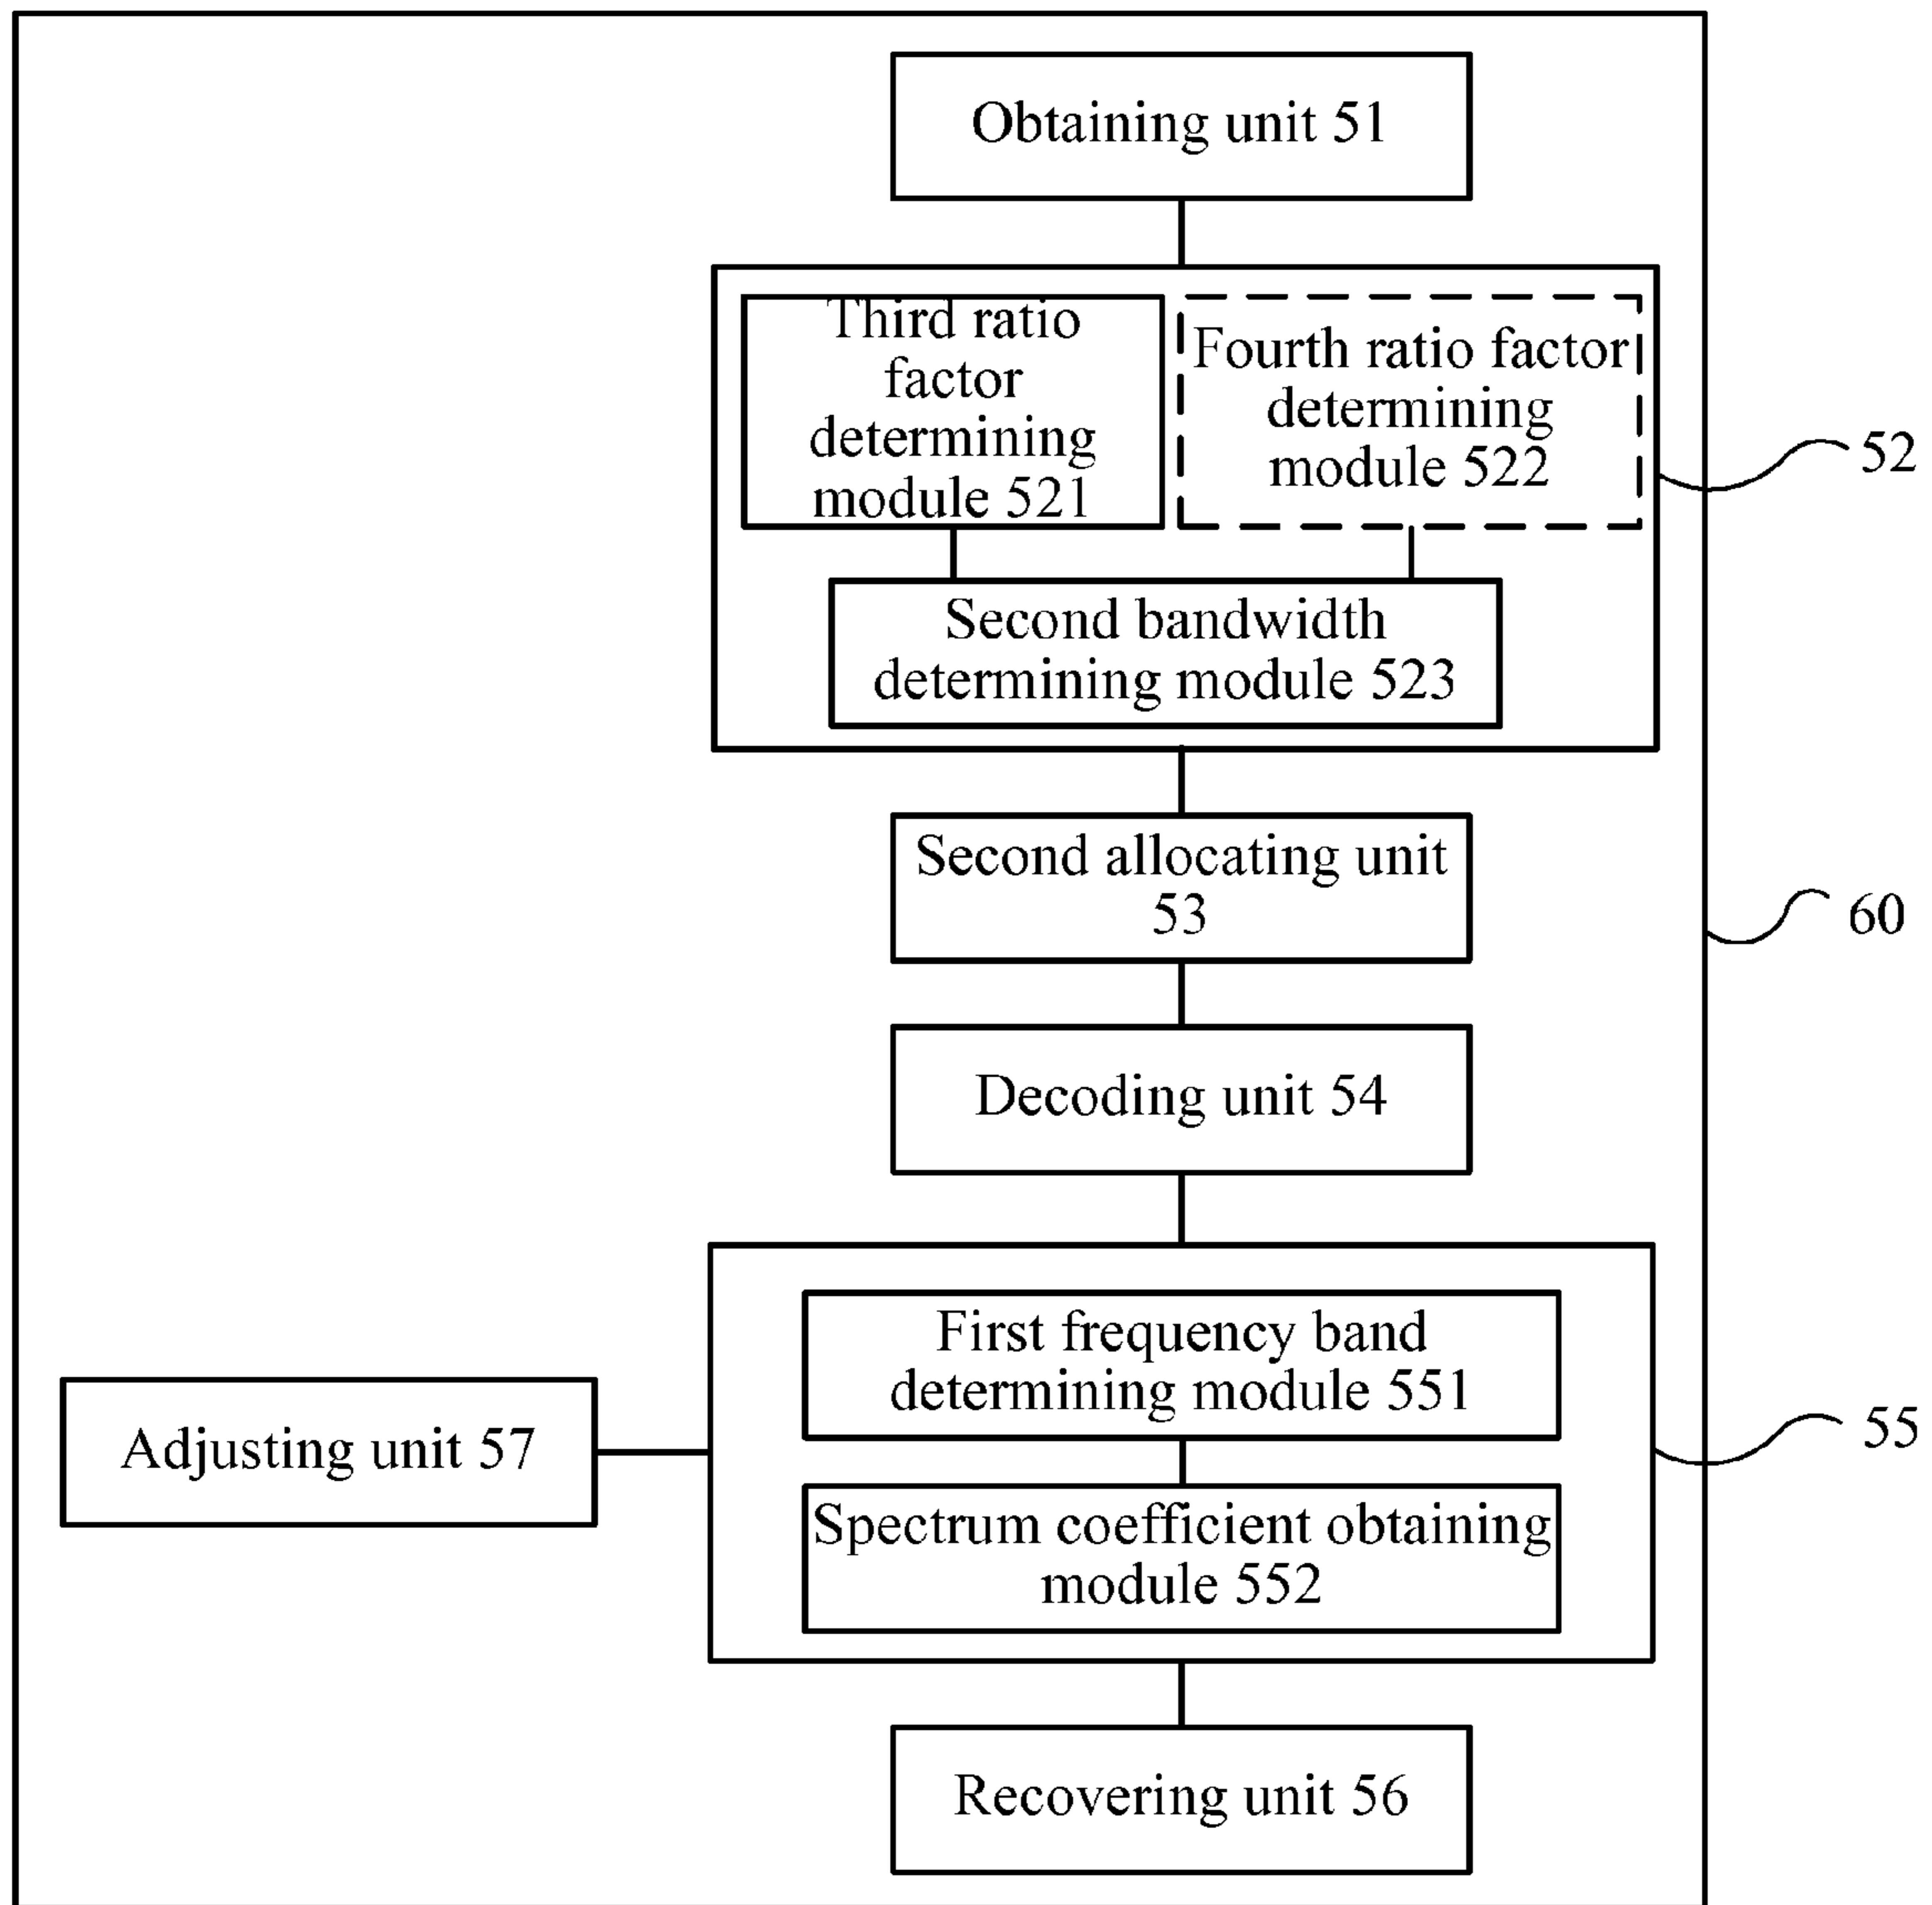 Obtaining unit 51
Third ratio
factor
determining
module 521
Fourth ratio factor
determining
module 522
52
Second bandwidth
determining module 523
Second allocating unit
53
60
Decoding unit 54
First frequency band
determining module 551
55
Adjusting unit 57
Spectrum coefficient obtaining
module 552
Recovering unit 56